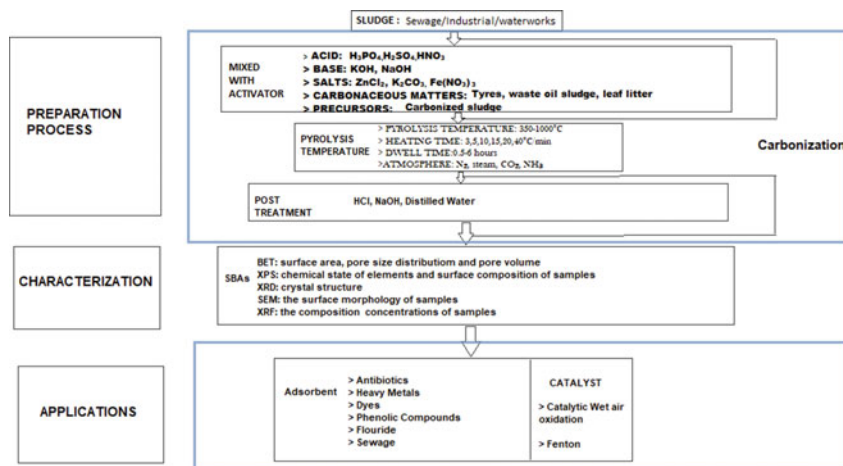 SLUDGE : Sewage/Industrial/waterworks
PREPARATION
PROCESS
MIXED
WITH
ACTIVATOR
> ACID: H3PO4,H2SO4,HNO3
> BASE: KOH, NaOH
> SALTS: ZnCl2, K2CO3, Fe(NO3)3
> CARBONACEOUS MATTERS: Tyres, waste oil sludge, leaf litter
> PRECURSORS: Carbonized sludge
PYROLYSIS
TEMPERATURE
> PYROLYSIS TEMPERATURE: 350-1000°C
> HEATING TIME: 3,5,10,15,20,40°C/min
> DWELL TIME:0.5-6 hours
>ATMOSPHERE: N2, steam, CO2, NH3
Carbonization
POST
TREATMENT
HCl, NaOH, Distilled Water
CHARACTERIZATION
SBAs
BET: surface area, pore size distributiom and pore volume
XPS: chemical state of elements and surface composition of samples
XRD: crystal structure
SEM: the surface morphology of samples
XRF: the composition concentrations of samples
APPLICATIONS
Adsorbent
> Antibiotics
> Heavy Metals
> Dyes
> Phenolic Compounds
> Flouride
> Sewage
CATALYST
> Catalytic Wet air
oxidation
> Fenton